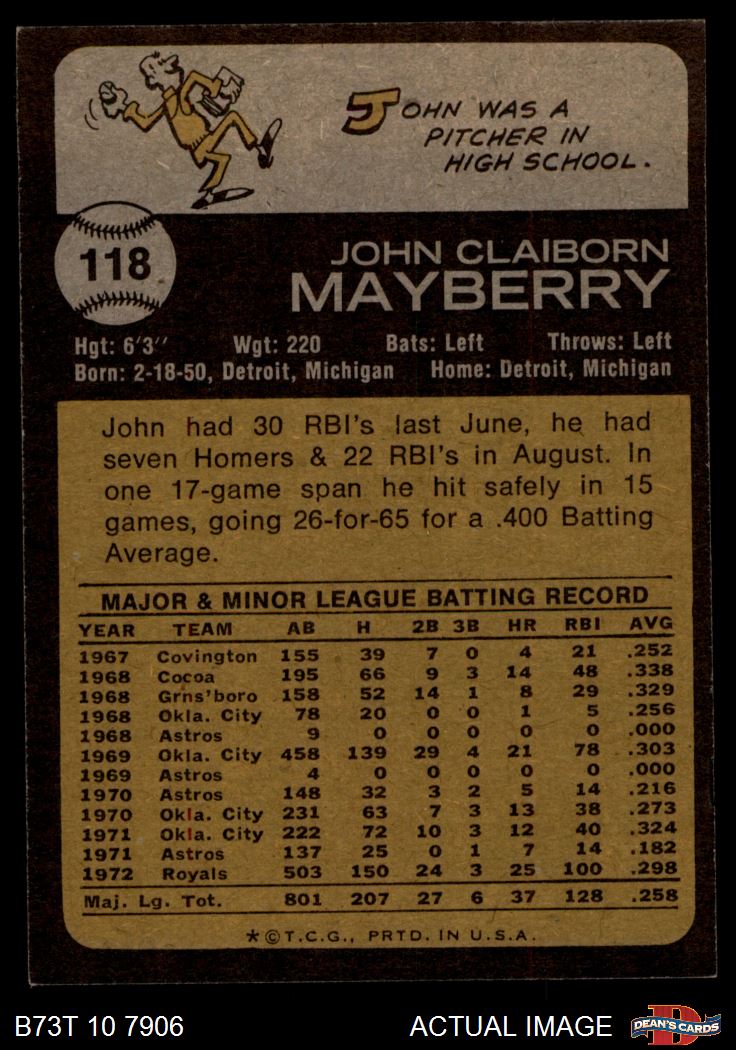 JOHN WAS A
PITCHER IN
HIGH SCHOOL.
118
JOHN CLAIBORN
MAYBERRY
Hgt: 6'3'' Wgt: 220 Bats: Left Throws: Left
Born: 2-18-50, Detroit, Michigan Home: Detroit, Michigan
John had 30 RBI's last June, he had
seven Homers & 22 RBI's in August. In
one 17-game span he hit safely in 15
games, going 26-for-65 for a .400 Batting
Average.
MAJOR & MINOR LEAGUE BATTING RECORD
YEAR TEAM AB H 2B 3B HR RBI AVG
1967 Covington 155 39 7 0 4 21 .252
1968 Cocoa 195 66 9 3 14 48 .338
1968 Grns'boro 158 52 14 1 8 29 .329
1968 Okla. City 78 20 0 0 1 5 .256
1968 Astros 9 0 0 0 0 0 .000
1969 Okla. City 458 139 29 4 21 78 .303
1969 Astros 4 0 0 0 0 0 .000
1970 Astros 148 32 3 2 5 14 .216
1970 Okla. City 231 63 7 3 13 38 .273
1971 Okla. City 222 72 10 3 12 40 .324
1971 Astros 137 25 0 1 7 14 .182
1972 Royals 503 150 24 3 25 100 .298
Maj. Lg. Tot. 801 207 27 6 37 128 .258
*©T.C.G., PRTD. IN U.S.A.
B73T 10 7906 ACTUAL IMAGE D DEAN'S CARDS